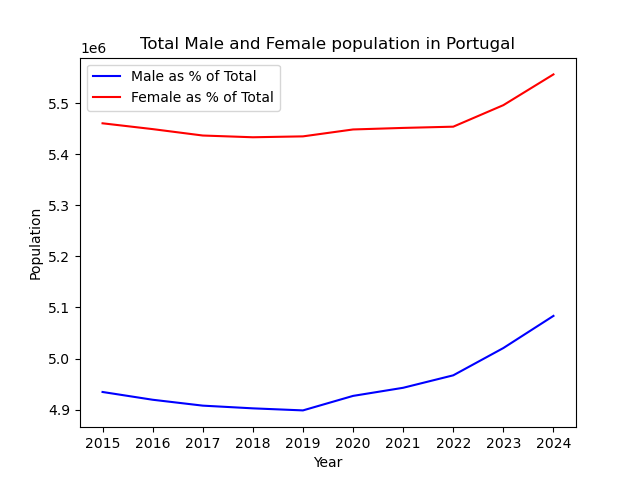 Total Male and Female population in Portugal
1e6
Male as % of Total
Female as % of Total
5.5
5.4
5.3
5.2
5.1
5.0
4.9
Population
2015 2016 2017 2018 2019 2020 2021 2022 2023 2024
Year